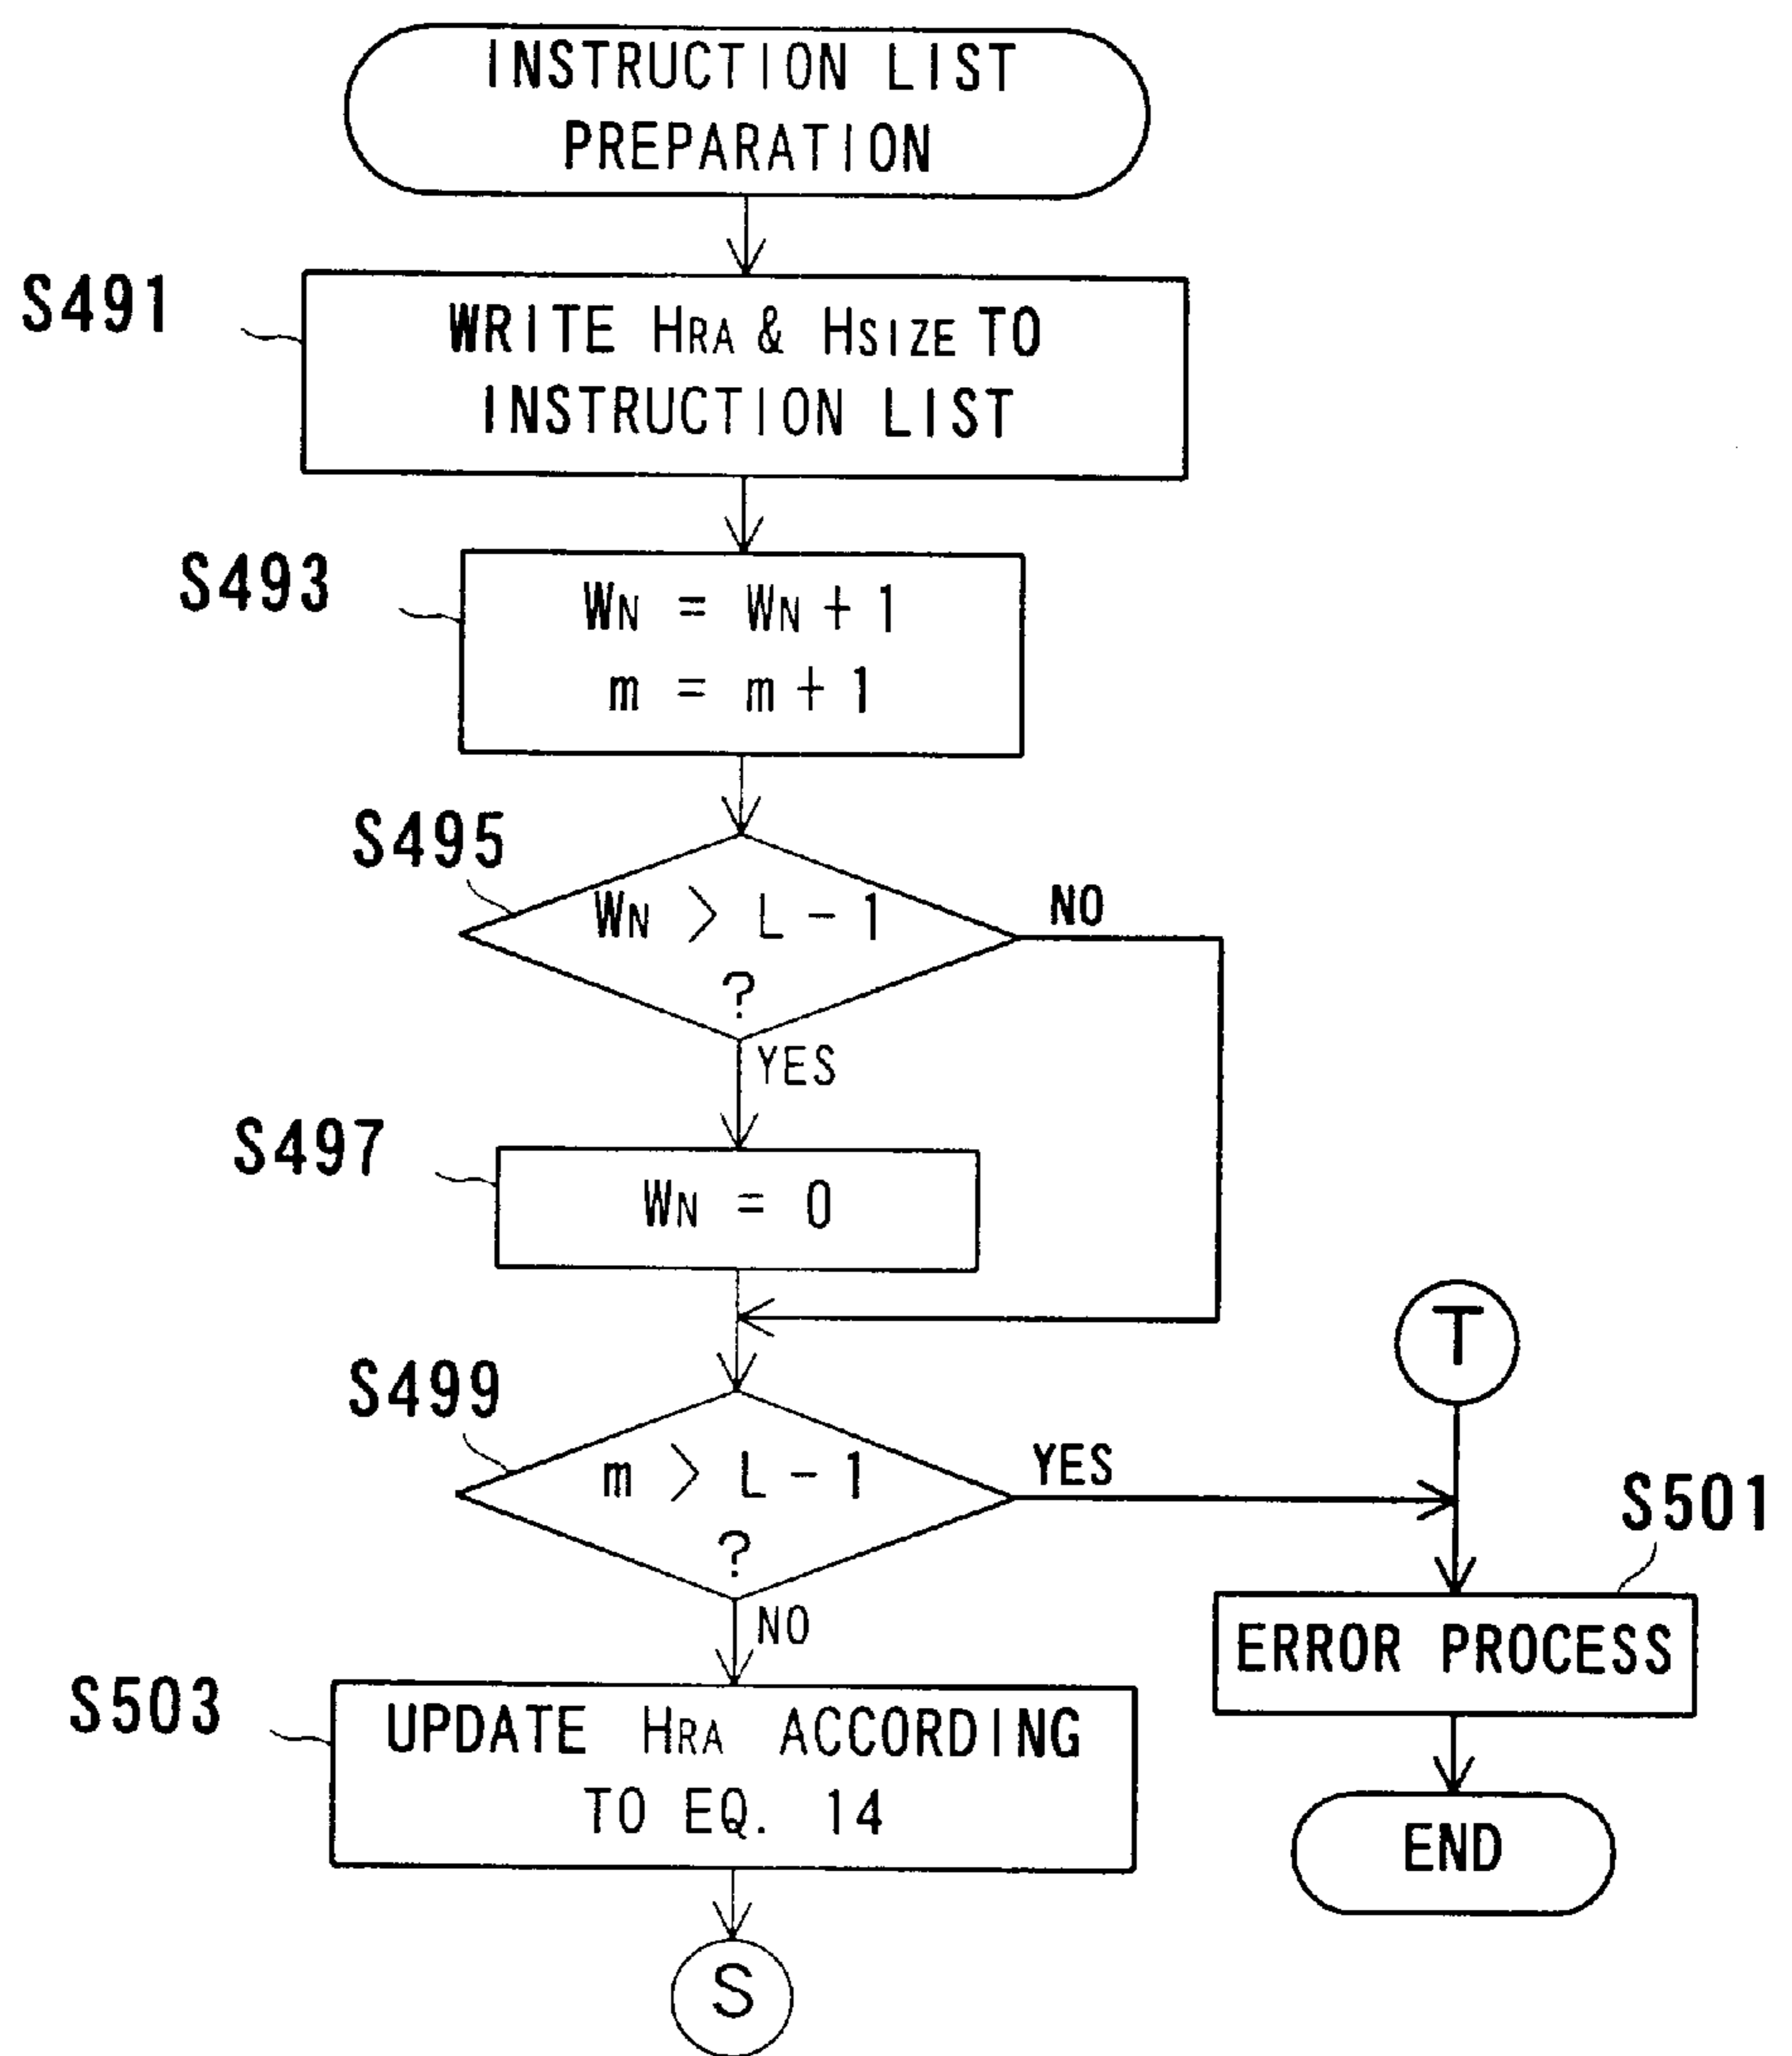 INSTRUCTION LIST
PREPARATION
S491
WRITE HRA & HSIZE TO
INSTRUCTION LIST
S493
WN = WN + 1
m = m + 1
S495
WN > L - 1
?
NO
YES
S497
WN = 0
T
S499
m > L - 1
?
YES
NO
S501
ERROR PROCESS
S503
UPDATE HRA ACCORDING
TO EQ. 14
END
S